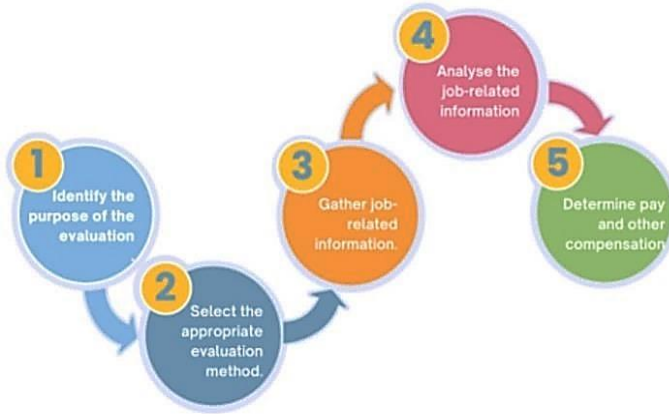 1
Identify the
purpose of the
evaluation
2
Select the
appropriate
evaluation
method.
3
Gather job-
related
information.
4
Analyse the
job-related
information
5
Determine pay
and other
compensation